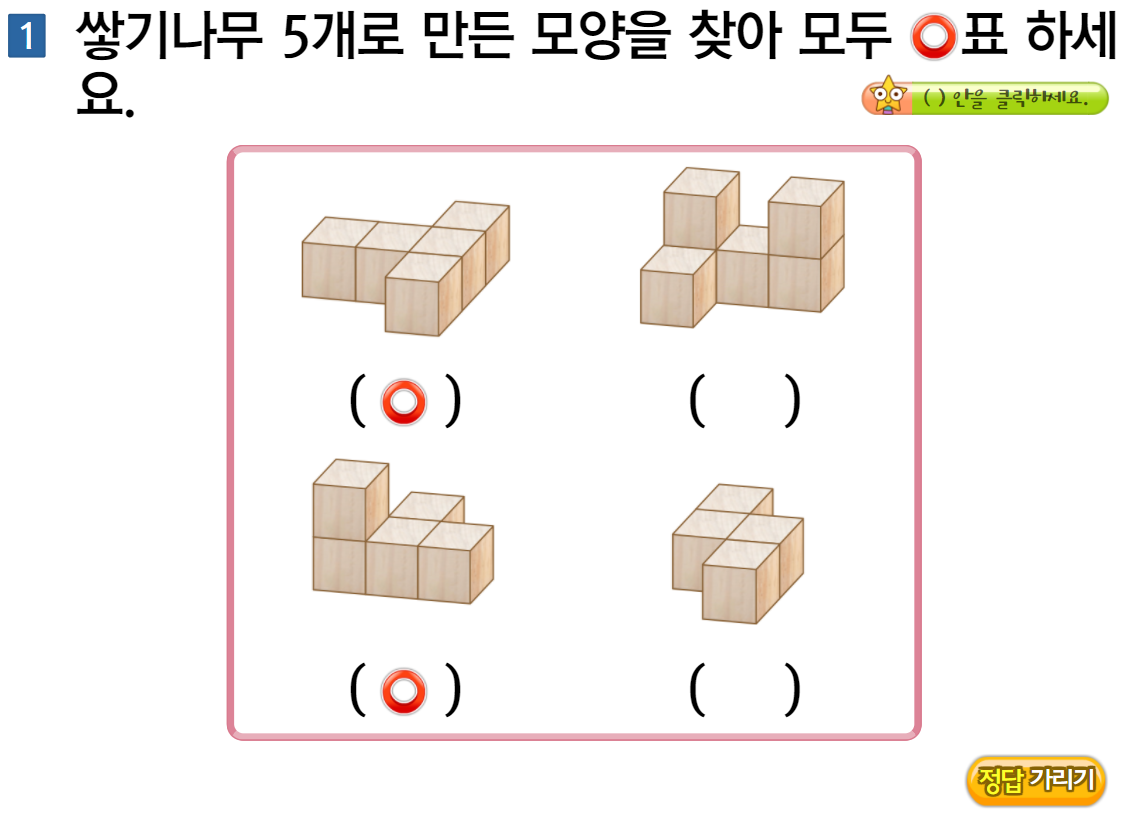 1 쌓기나무 5개로 만든 모양을 찾아 모두 ○표 하세
요.
( ) 안을 클릭하세요.
( ○ ) ( )
( ○ ) ( )
정답 가리기